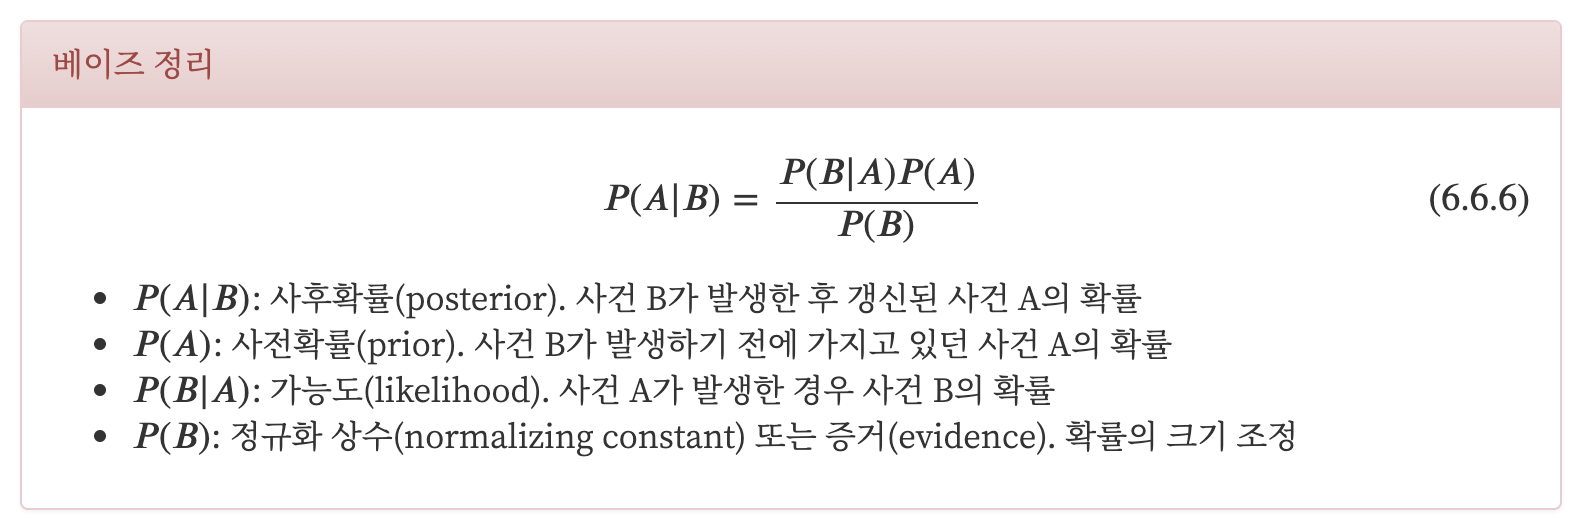 베이즈 정리
P(A|B) = P(B|A)P(A) / P(B) (6.6.6)
• P(A|B): 사후확률(posterior). 사건 B가 발생한 후 갱신된 사건 A의 확률
• P(A): 사전확률(prior). 사건 B가 발생하기 전에 가지고 있던 사건 A의 확률
• P(B|A): 가능도(likelihood). 사건 A가 발생한 경우 사건 B의 확률
• P(B): 정규화 상수(normalizing constant) 또는 증거(evidence). 확률의 크기 조정